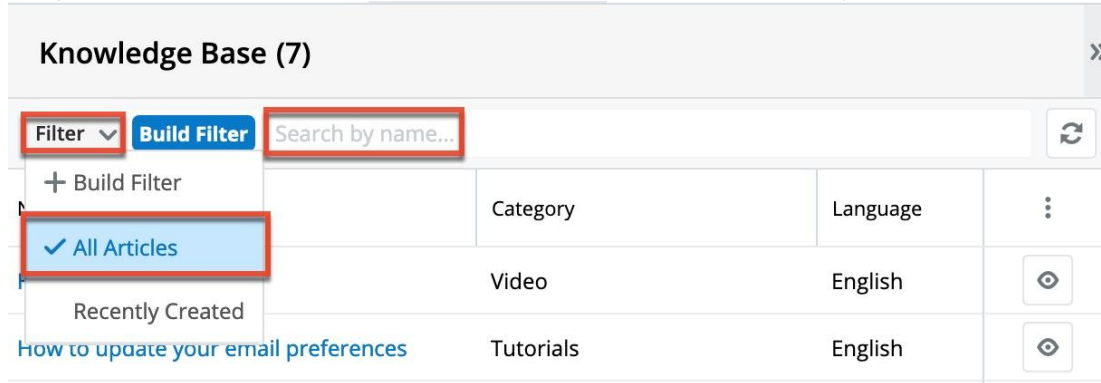 Knowledge Base (7)
Filter Build Filter Search by name...
Build Filter
Category Language
All Articles
Video English
Recently Created
How to update your email preferences Tutorials English